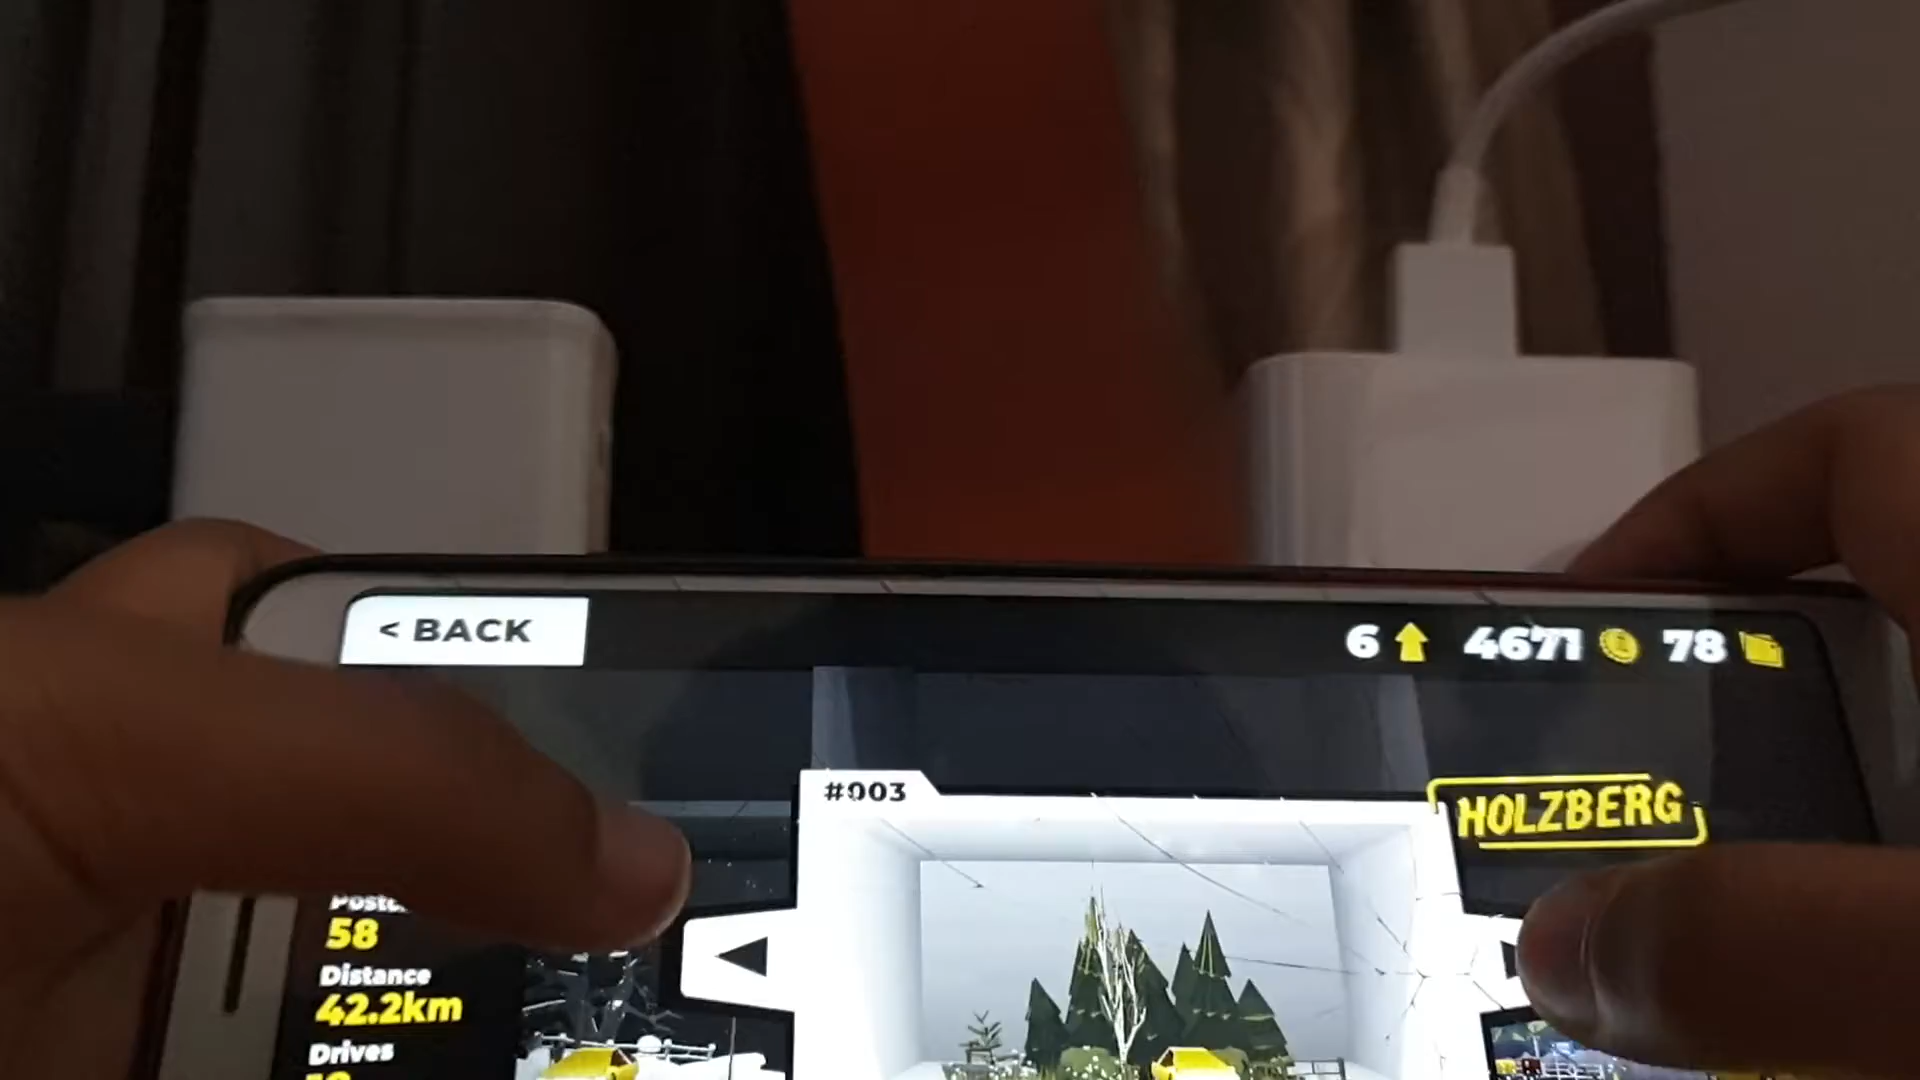 < BACK
6 4671 78
#003
HOLZBERG
58
Distance
42.2km
Drives